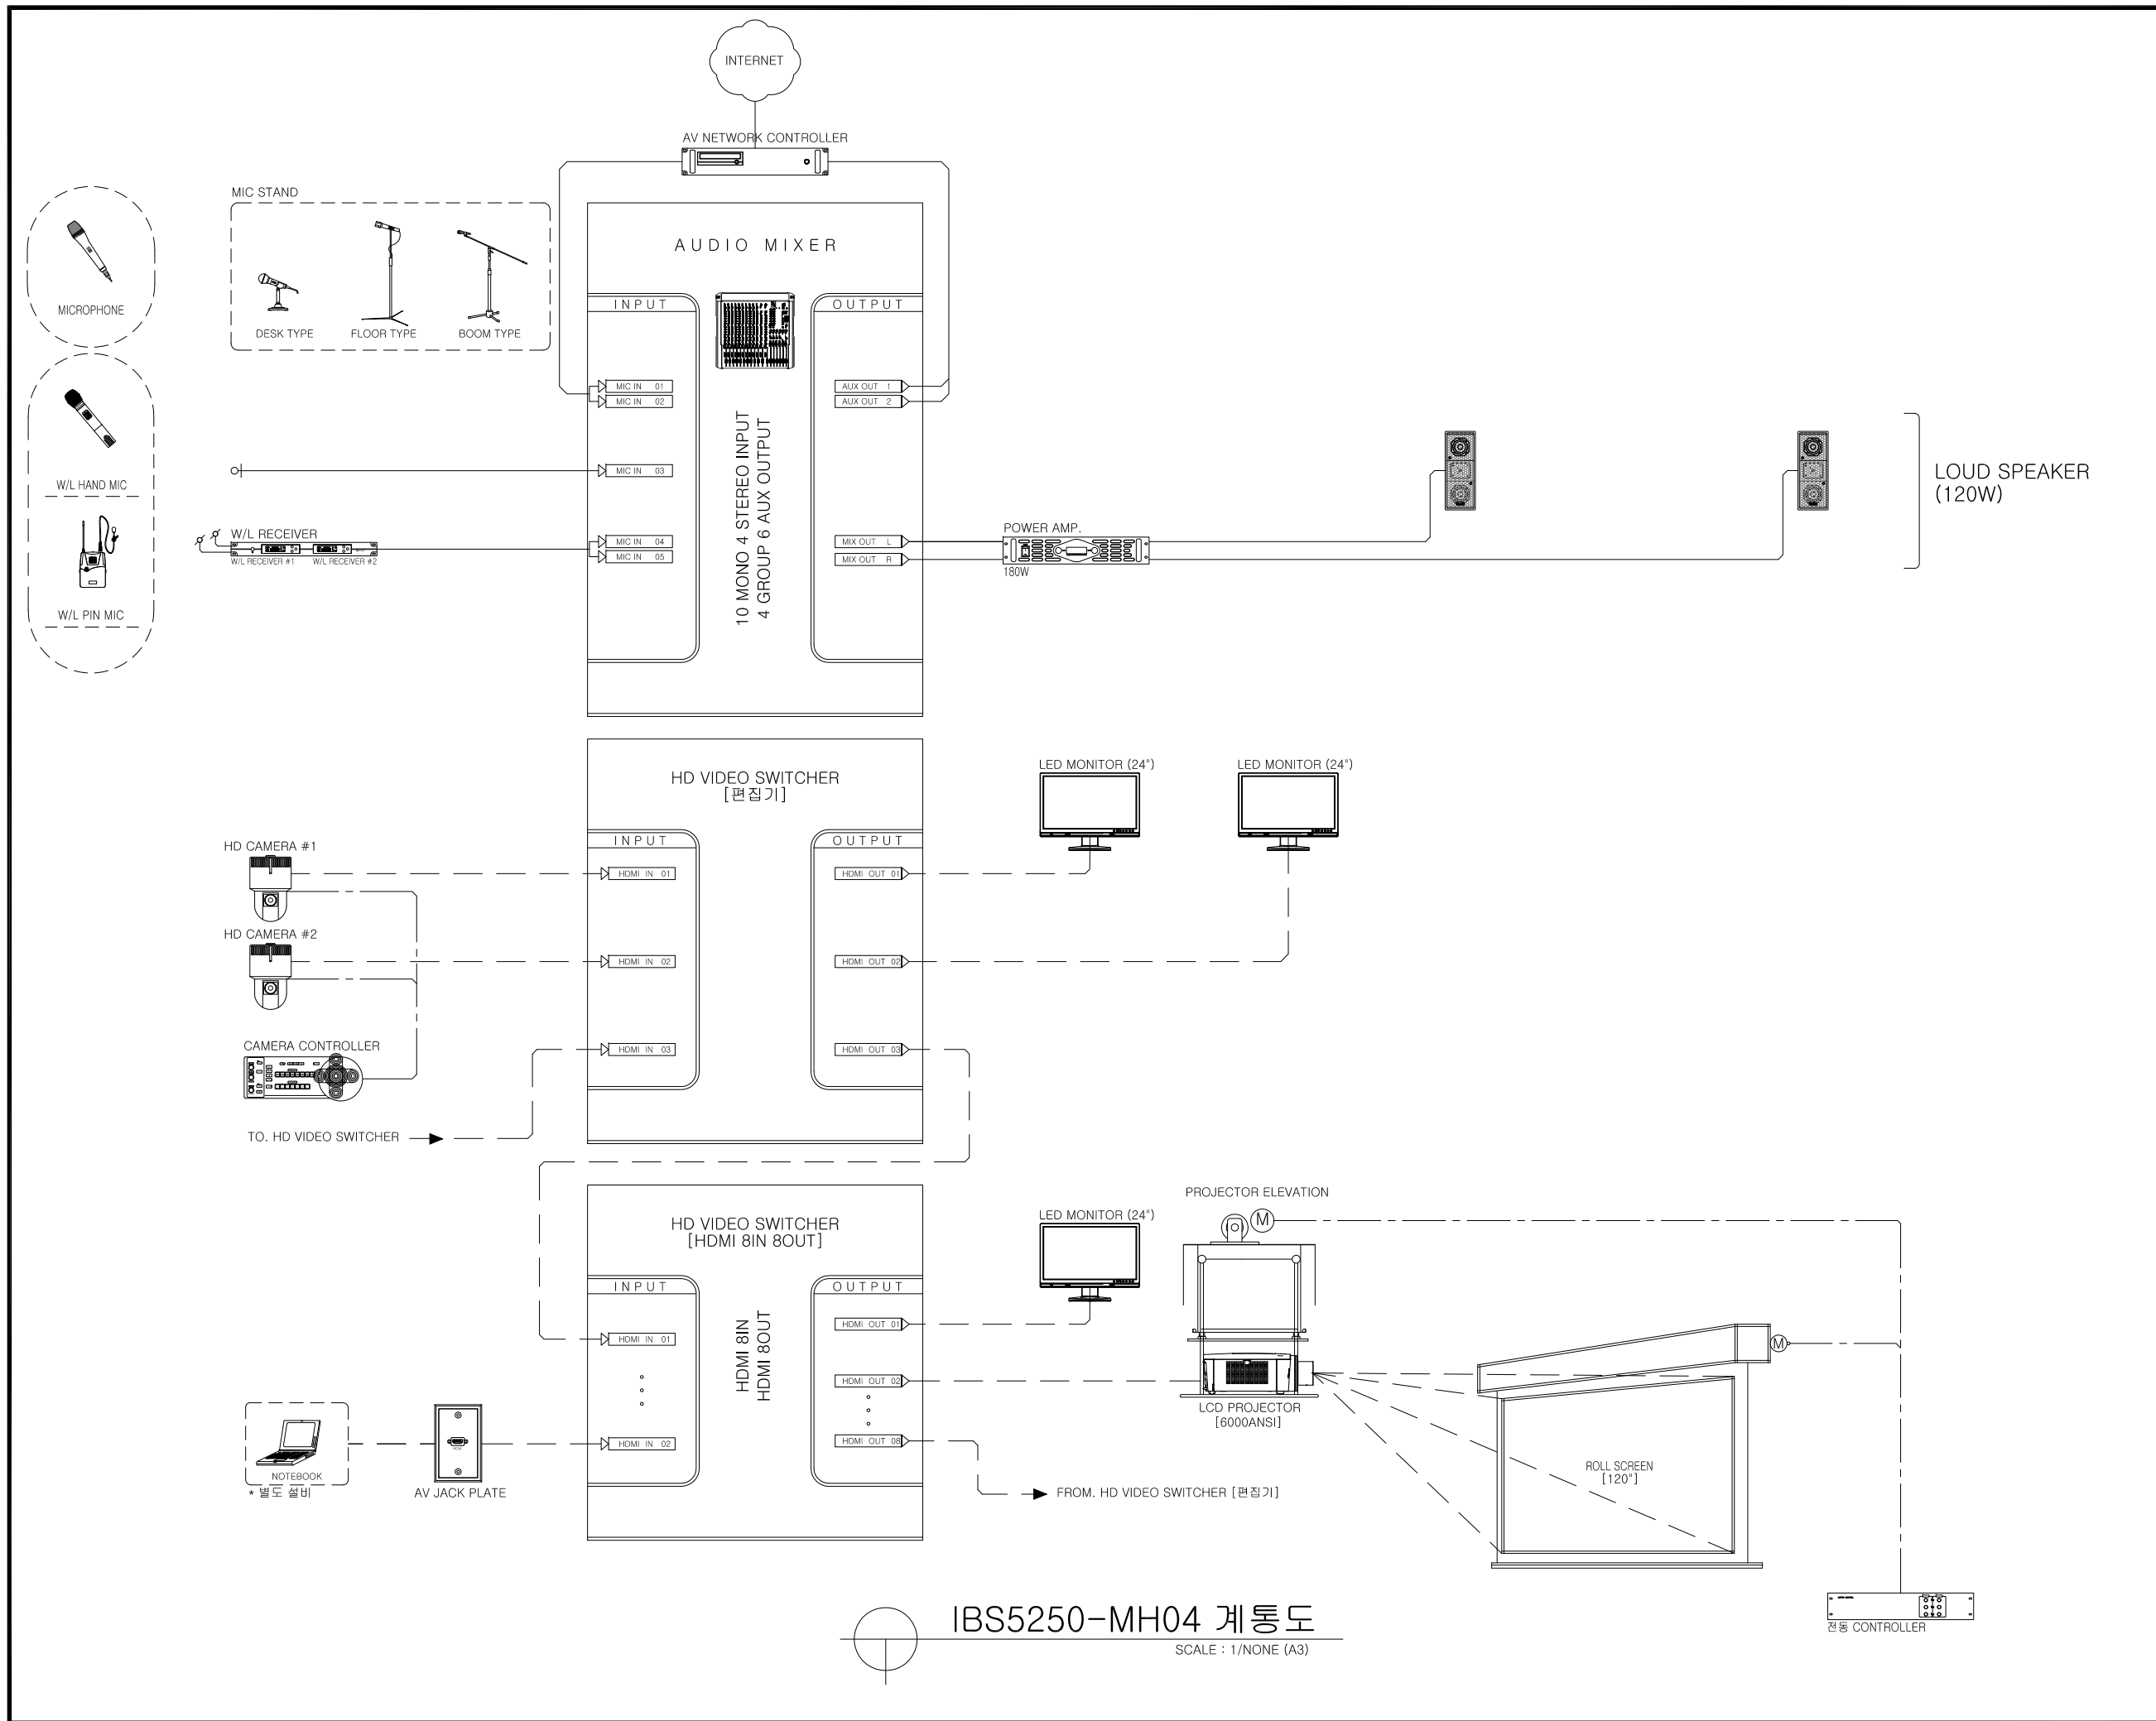 INTERNET
AV NETWORK CONTROLLER
MIC STAND
MICROPHONE
DESK TYPE
FLOOR TYPE
BOOM TYPE
W/L HAND MIC
W/L PIN MIC
W/L RECEIVER
W/L RECEIVER #1
W/L RECEIVER #2
AUDIO MIXER
INPUT
OUTPUT
MIC IN 01
MIC IN 02
MIC IN 03
MIC IN 04
MIC IN 05
10 MONO 4 STEREO INPUT
4 GROUP 6 AUX OUTPUT
AUX OUT 1
AUX OUT 2
MIX OUT L
MIX OUT R
POWER AMP.
180W
LOUD SPEAKER
(120W)
HD VIDEO SWITCHER
[편집기]
INPUT
OUTPUT
HD CAMERA #1
HD CAMERA #2
CAMERA CONTROLLER
TO. HD VIDEO SWITCHER
HDMI IN 01
HDMI IN 02
HDMI IN 03
HDMI OUT 01
HDMI OUT 02
HDMI OUT 03
LED MONITOR (24")
LED MONITOR (24")
HD VIDEO SWITCHER
[HDMI 8IN 8OUT]
INPUT
OUTPUT
HDMI IN 01
HDMI IN 02
HDMI 8IN
HDMI 8OUT
HDMI OUT 01
HDMI OUT 02
HDMI OUT 08
NOTEBOOK
* 별도 설비
AV JACK PLATE
LED MONITOR (24")
PROJECTOR ELEVATION
M
LCD PROJECTOR
[6000ANSI]
FROM. HD VIDEO SWITCHER [편집기]
M
ROLL SCREEN
[120"]
전동 CONTROLLER
IBS5250-MH04 계통도
SCALE : 1/NONE (A3)